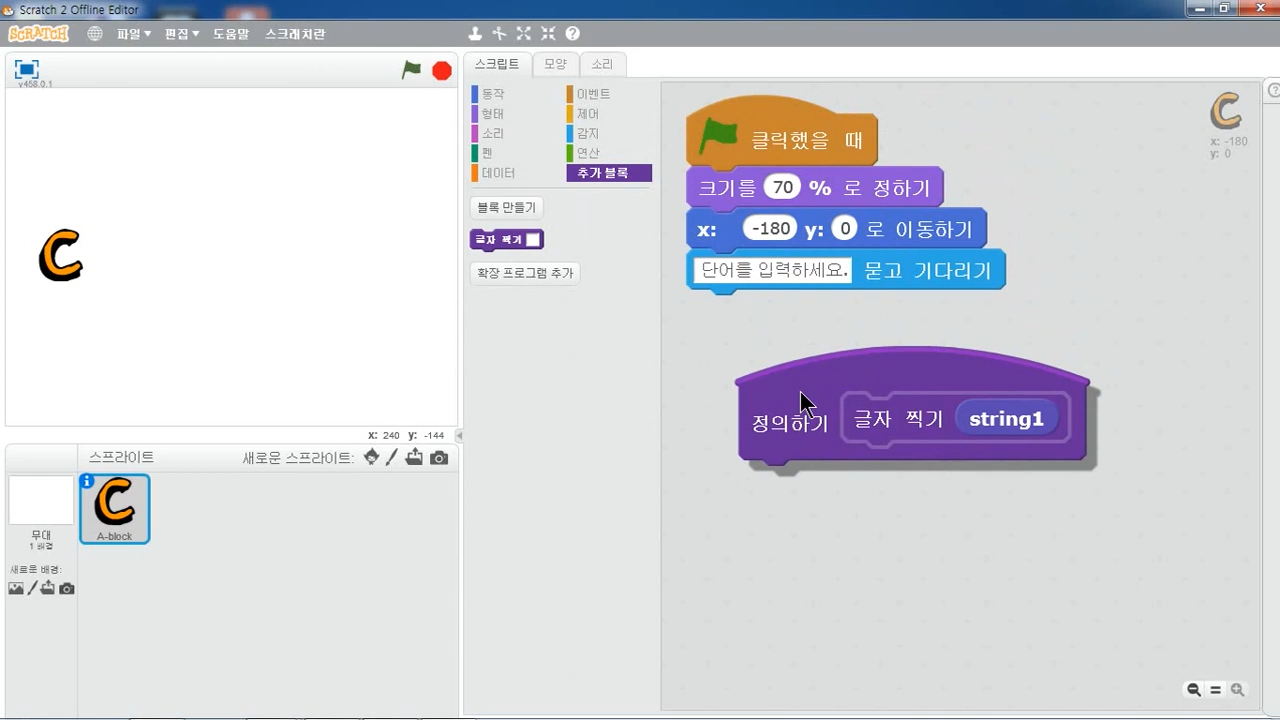 Scratch 2 Offline Editor
SCRATCH 파일 편집 도움말 스크래치란
v458.0.1
스크립트 모양 소리
동작 이벤트
형태 제어
소리 감지
펜 연산
데이터 추가 블록
블록 만들기
글자 찍기
확장 프로그램 추가
클릭했을 때
크기를 70 % 로 정하기
x: -180 y: 0 로 이동하기
단어를 입력하세요. 묻고 기다리기
정의하기 글자 찍기 string1
C
x: -180
y: 0
C
x: 240 y: -144
스프라이트 새로운 스프라이트:
C
A-block
무대
1 배경
새로운 배경: